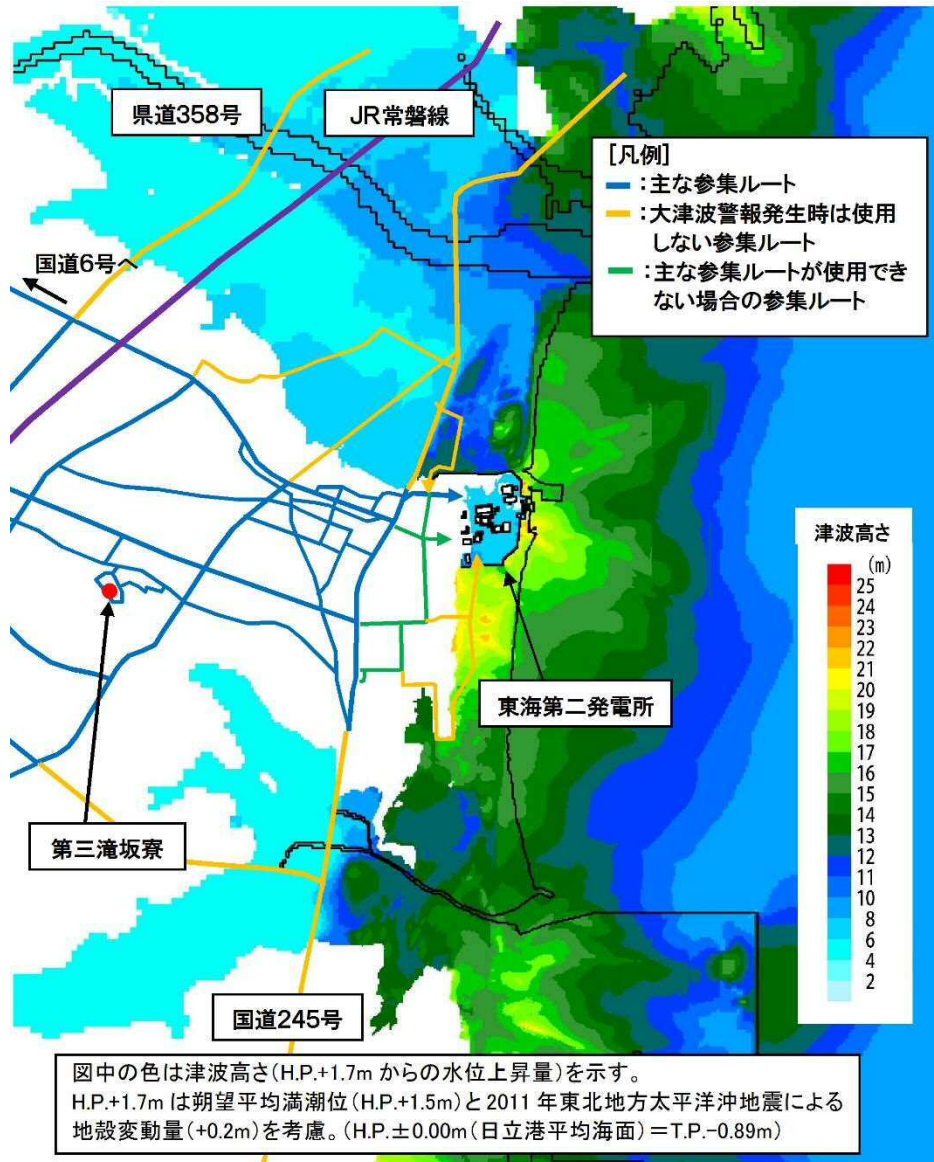 県道358号
JR常磐線
[凡例]
:主な参集ルート
:大津波警報発生時は使用
しない参集ルート
:主な参集ルートが使用でき
ない場合の参集ルート
国道6号へ
津波高さ
(m)
25
24
23
22
21
20
19
18
17
16
15
14
13
12
11
10
8
6
4
2
東海第二発電所
第三滝坂寮
国道245号
図中の色は津波高さ(H.P.+1.7m からの水位上昇量)を示す。
H.P.+1.7m は朔望平均満潮位(H.P.+1.5m)と 2011 年東北地方太平洋沖地震による
地殻変動量(+0.2m)を考慮。(H.P.±0.00m(日立港平均海面)=T.P.-0.89m)